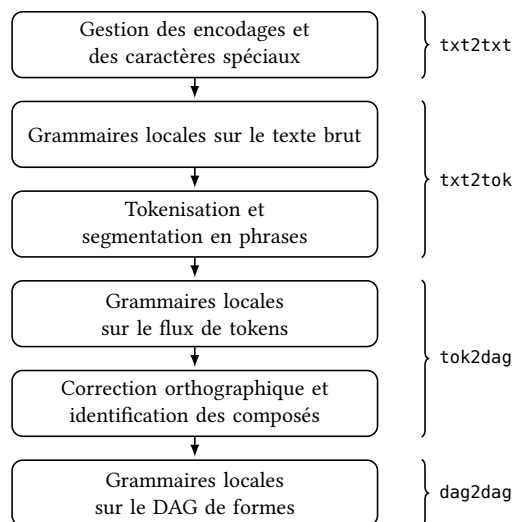 Gestion des encodages et
des caractères spéciaux
txt2txt
Grammaires locales sur le texte brut
txt2tok
Tokenisation et
segmentation en phrases
Grammaires locales
sur le flux de tokens
tok2dag
Correction orthographique et
identification des composés
Grammaires locales
sur le DAG de formes
dag2dag